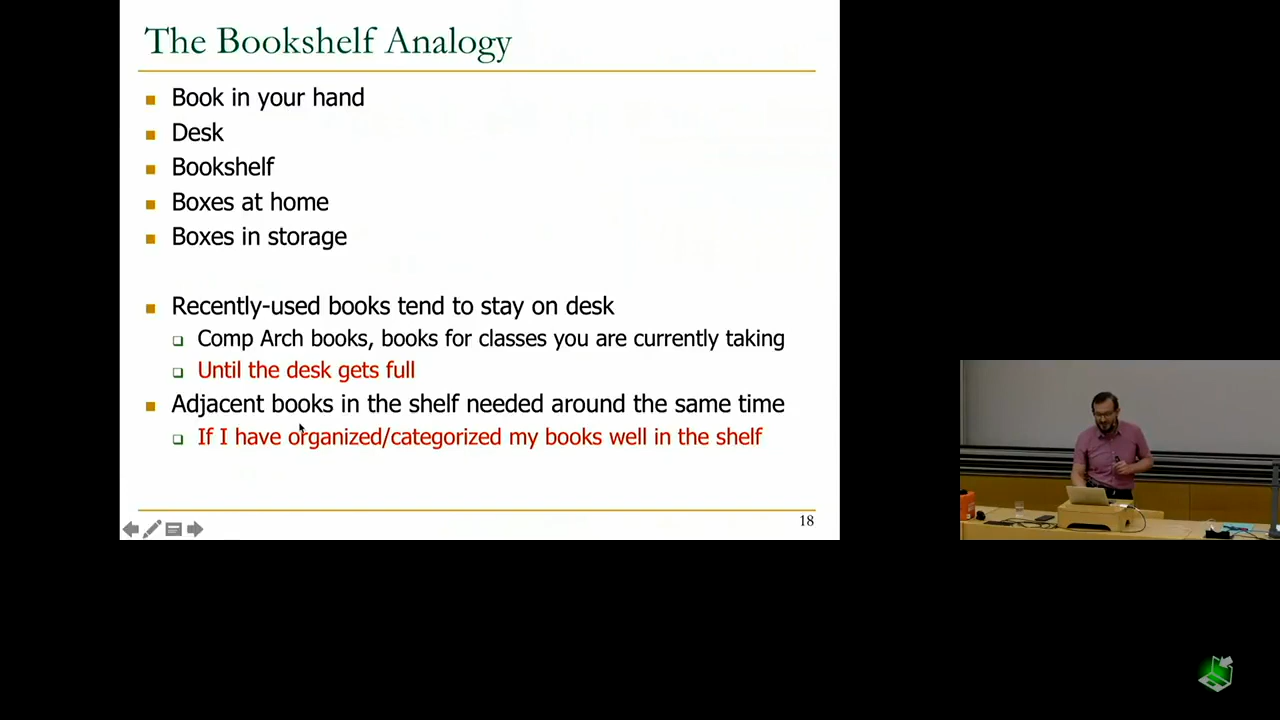 The Bookshelf Analogy
Book in your hand
Desk
Bookshelf
Boxes at home
Boxes in storage
Recently-used books tend to stay on desk
Comp Arch books, books for classes you are currently taking
Until the desk gets full
Adjacent books in the shelf needed around the same time
If I have organized/categorized my books well in the shelf
18